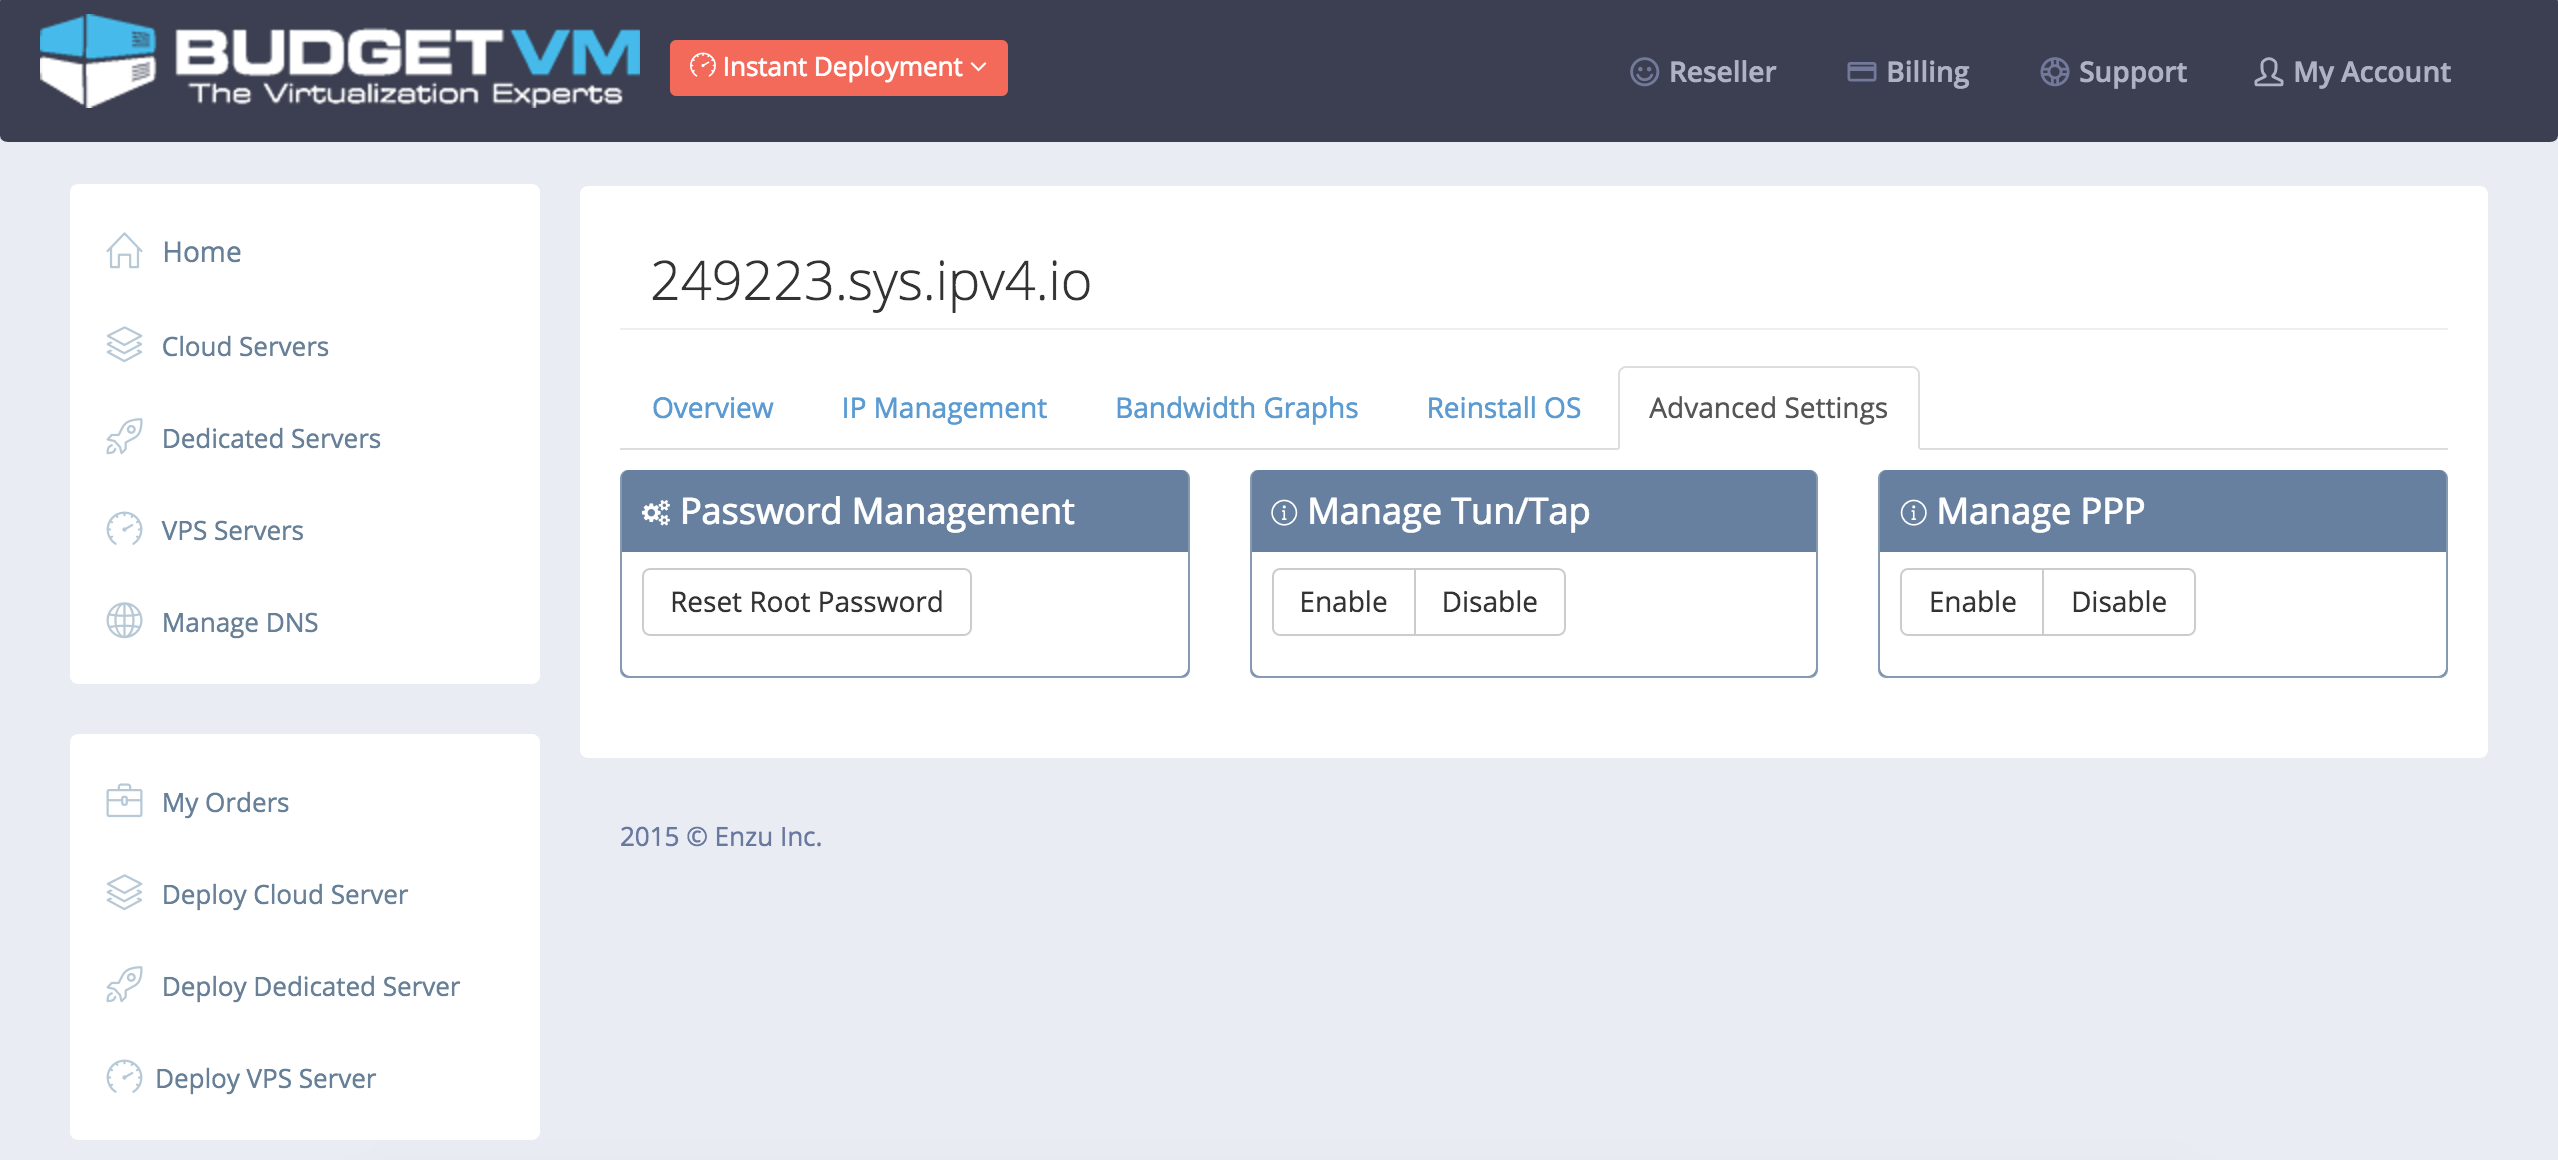 BUDGETVM
The Virtualization Experts
Instant Deployment
Reseller
Billing
Support
My Account
Home
Cloud Servers
Dedicated Servers
VPS Servers
Manage DNS
My Orders
Deploy Cloud Server
Deploy Dedicated Server
Deploy VPS Server
249223.sys.ipv4.io
Overview
IP Management
Bandwidth Graphs
Reinstall OS
Advanced Settings
Password Management
Reset Root Password
Manage Tun/Tap
Enable
Disable
Manage PPP
Enable
Disable
2015 © Enzu Inc.